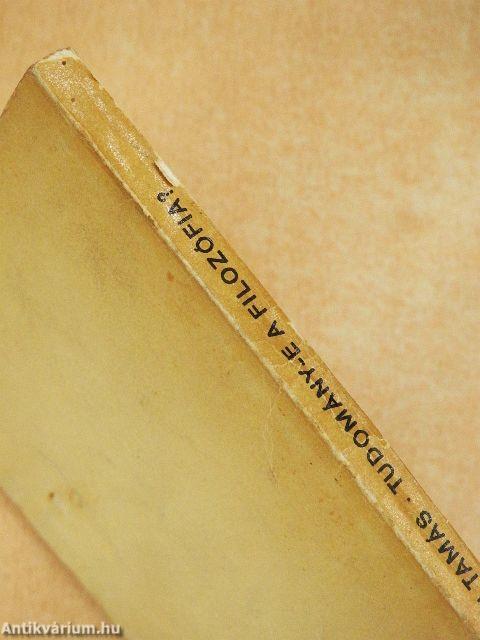 TAMÁS · TUDOMÁNY-E A FILOZÓFIA?
Antikvárium.hu